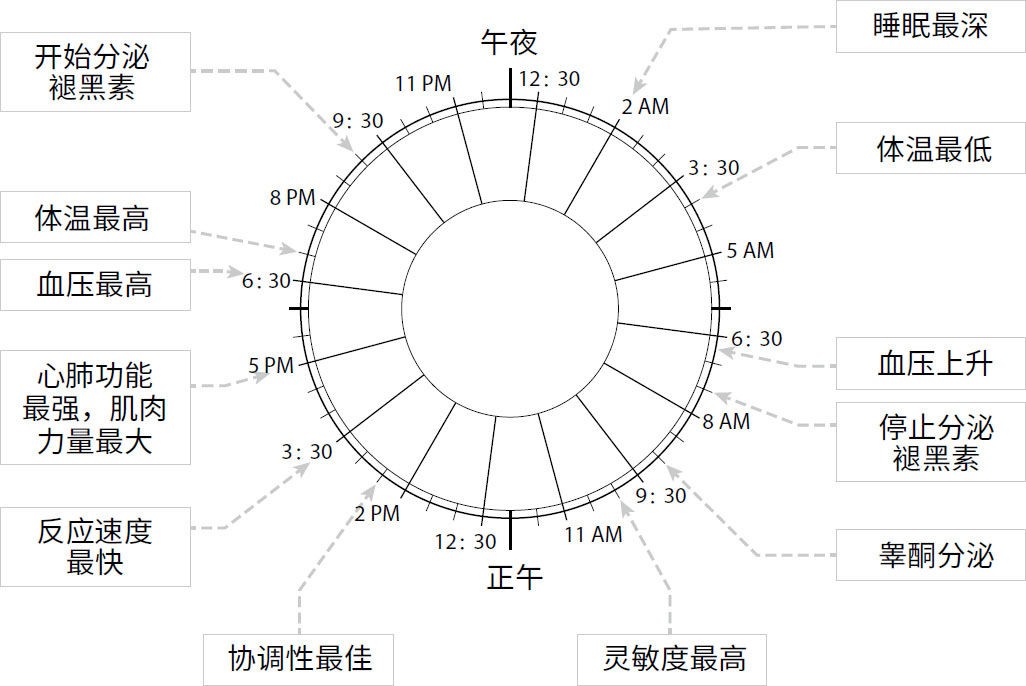 午夜
睡眠最深
开始分泌
褪黑素
11 PM
12：30
2 AM
9：30
体温最低
3：30
8 PM
体温最高
5 AM
血压最高
6：30
6：30
血压上升
5 PM
心肺功能
最强，肌肉
力量最大
8 AM
停止分泌
褪黑素
3：30
9：30
2 PM
反应速度
最快
12：30
11 AM
睾酮分泌
正午
协调性最佳
灵敏度最高